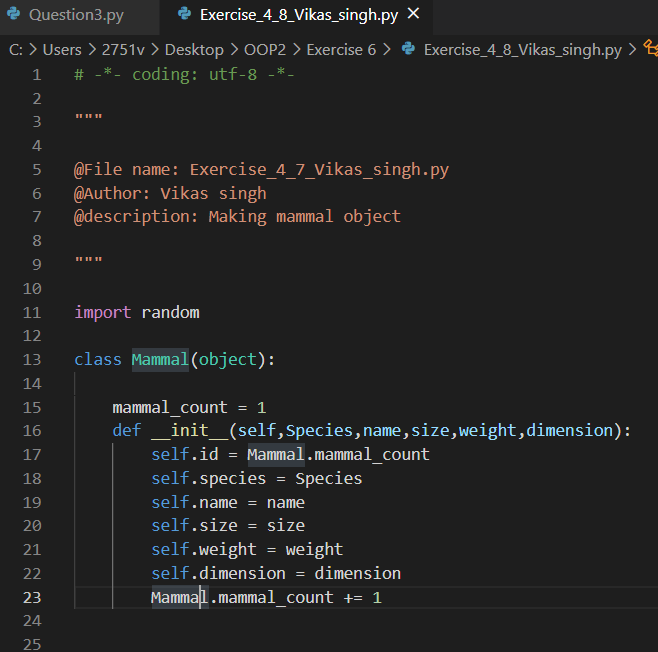 Question3.py Exercise_4_8_Vikas_singh.py
C: > Users > 2751v > Desktop > OOP2 > Exercise 6 > Exercise_4_8_Vikas_singh.py >
1 # -*- coding: utf-8 -*-
2
3 """
4
5 @File name: Exercise_4_7_Vikas_singh.py
6 @Author: Vikas singh
7 @description: Making mammal object
8
9 """
10
11 import random
12
13 class Mammal(object):
14
15 mammal_count = 1
16 def __init__(self,Species,name,size,weight,dimension):
17 self.id = Mammal.mammal_count
18 self.species = Species
19 self.name = name
20 self.size = size
21 self.weight = weight
22 self.dimension = dimension
23 Mammal.mammal_count += 1
24
25